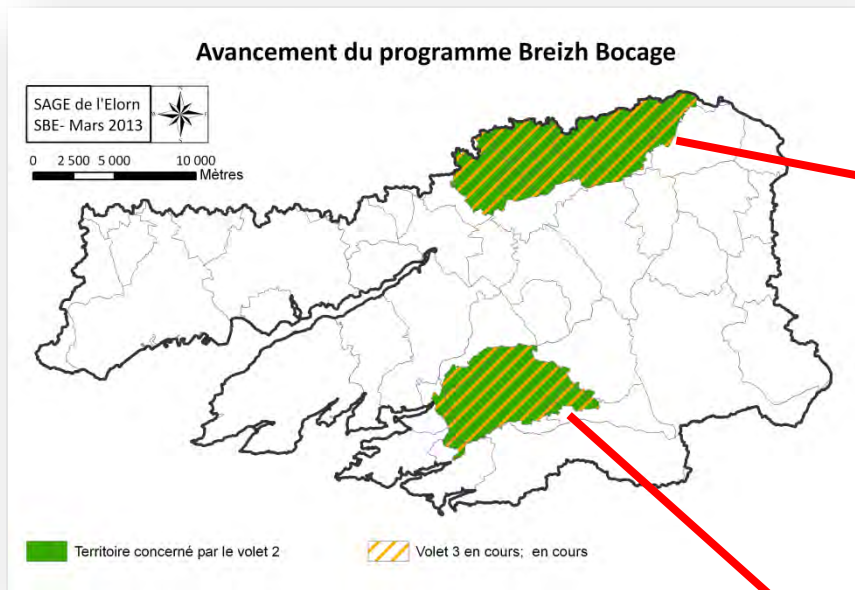 Avancement du programme Breizh Bocage
SAGE de l'Elorn
SBE- Mars 2013
0 2 500 5 000 10 000
Mètres
Territoire concerné par le volet 2
Volet 3 en cours; en cours